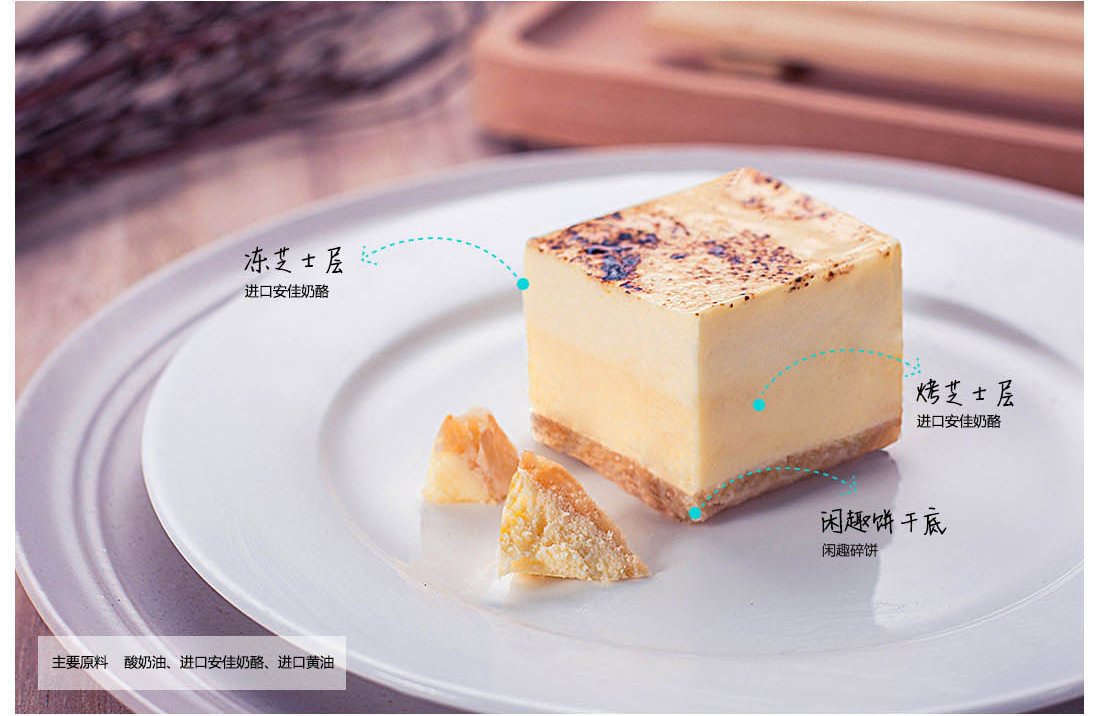 冻芝士层
进口安佳奶酪
烤芝士层
进口安佳奶酪
闲趣饼干底
闲趣碎饼
主要原料 酸奶油、进口安佳奶酪、进口黄油